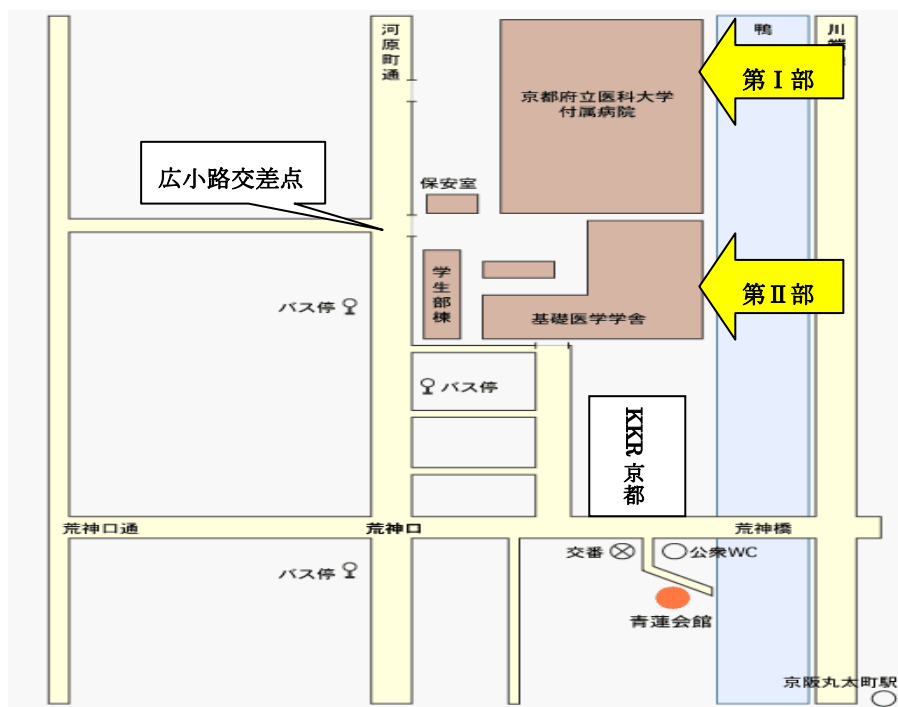 河原町通
鴨
川端
第Ⅰ部
京都府立医科大学
付属病院
広小路交差点
保安室
学生部棟
第Ⅱ部
バス停
基礎医学学舎
バス停
KKR 京都
荒神口通
荒神口
荒神橋
交番
公衆WC
バス停
青蓮会館
京阪丸太町駅